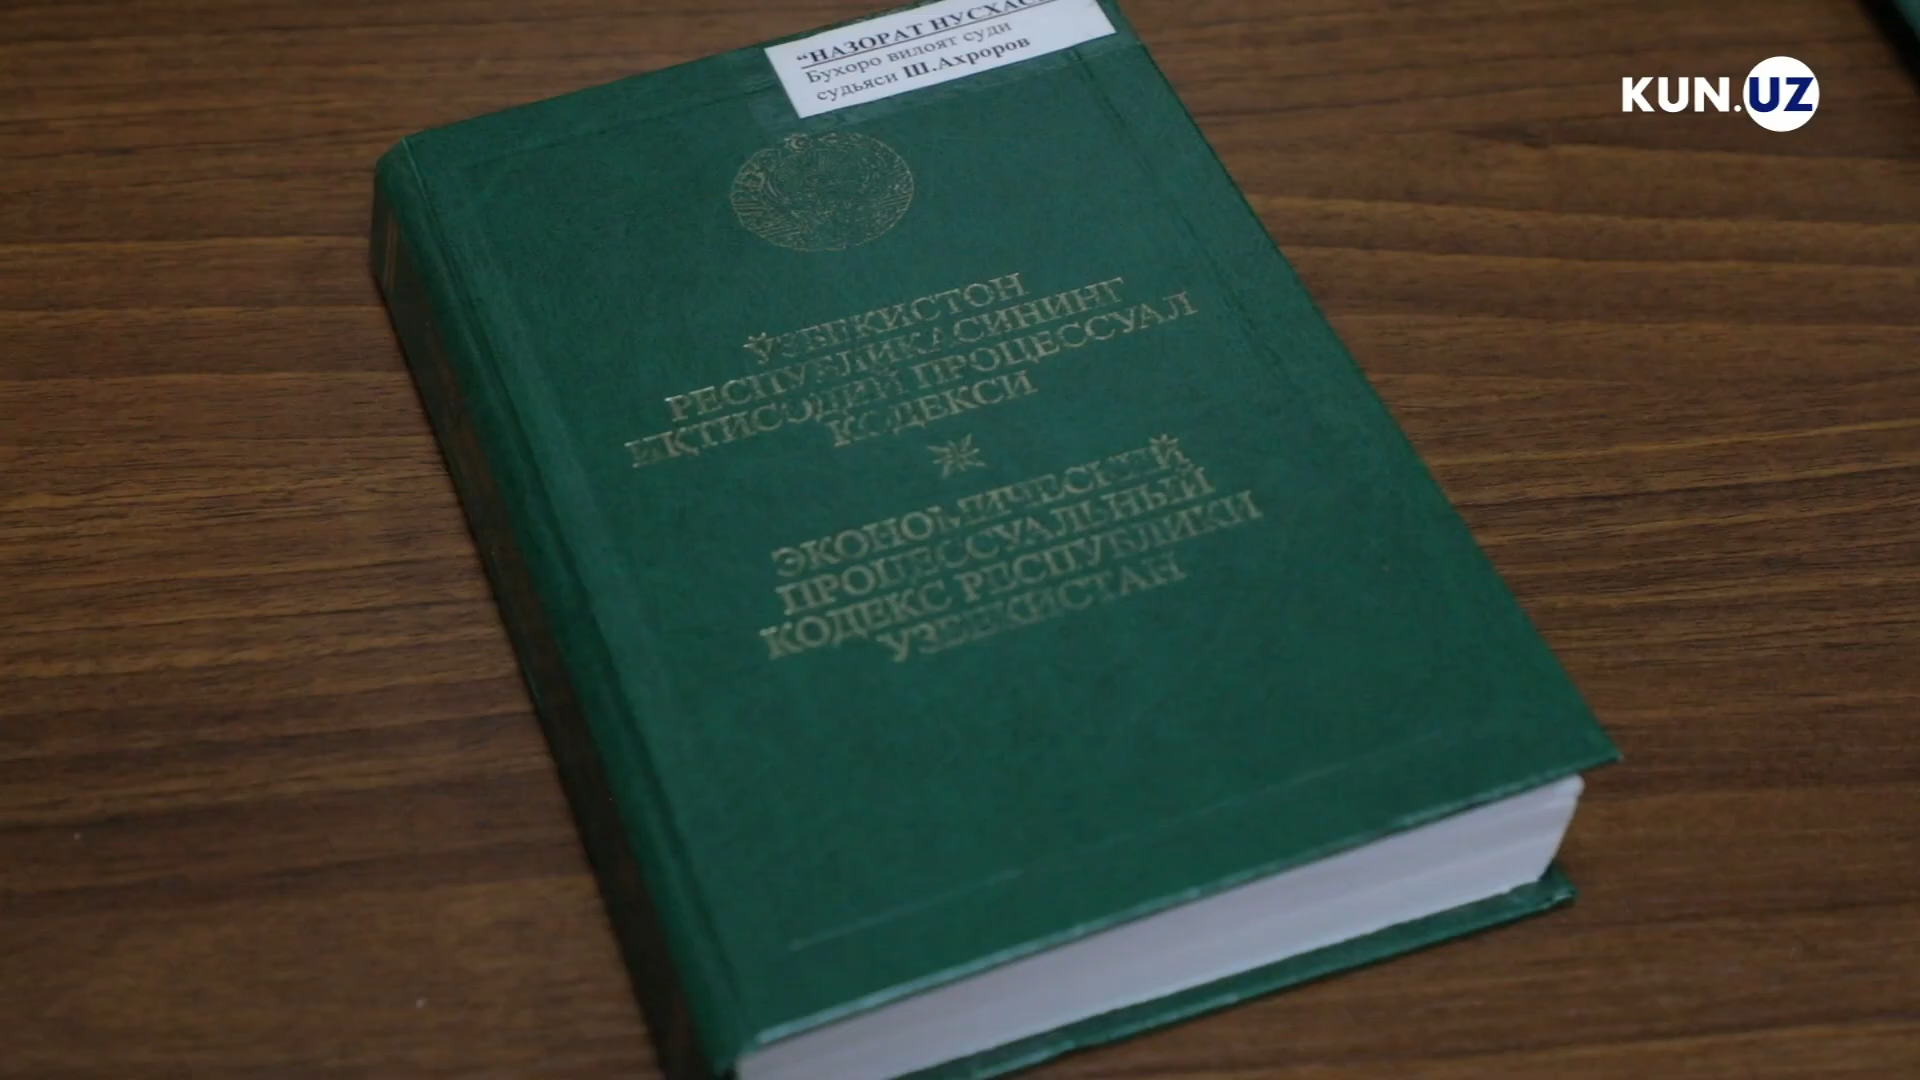 “НАЗОРАТ НУСХАС
Бухоро вилоят суди
судьяси Ш.Ахроров
KUN.UZ
ЎЗБЕКИСТОН
РЕСПУБЛИКАСИНИНГ
ИҚТИСОДИЙ ПРОЦЕССУАЛ
КОДЕКСИ
ЭКОНОМИЧЕСКИЙ
ПРОЦЕССУАЛЬНЫЙ
КОДЕКС РЕСПУБЛИКИ
УЗБЕКИСТАН